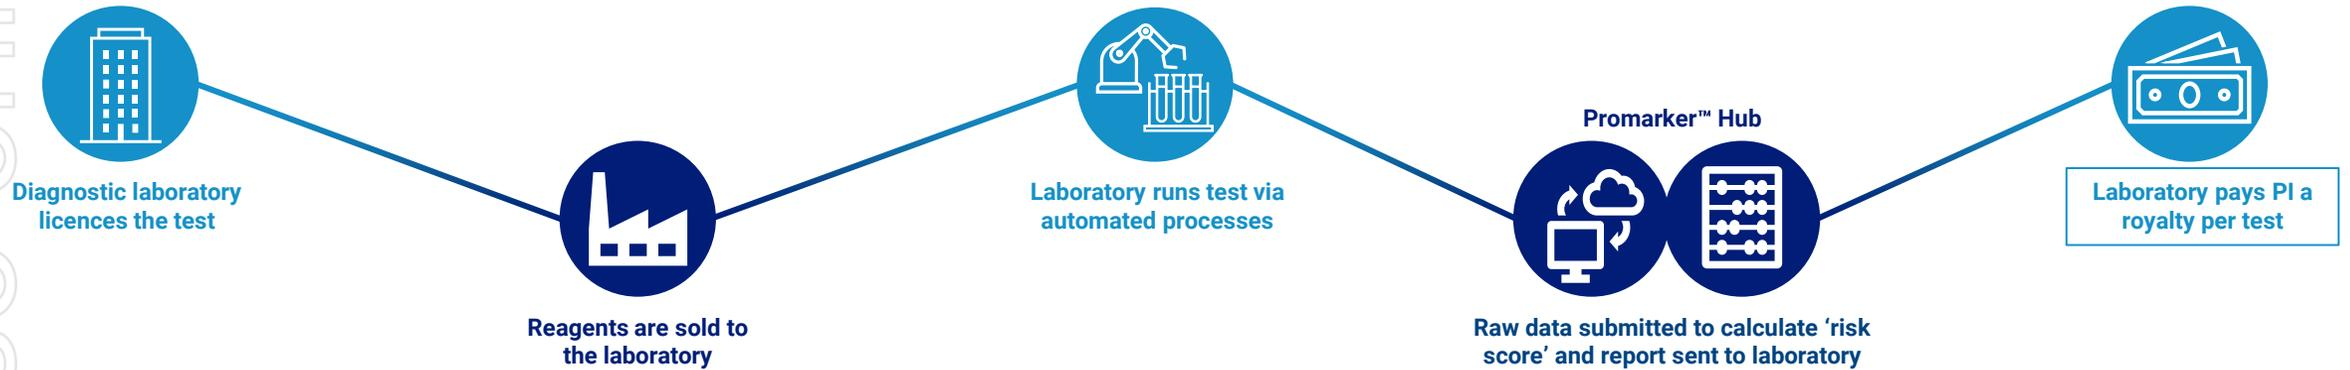 Diagnostic laboratory
licences the test
Reagents are sold to
the laboratory
Laboratory runs test via
automated processes
Promarker™ Hub
Raw data submitted to calculate ‘risk
score’ and report sent to laboratory
Laboratory pays PI a
royalty per test